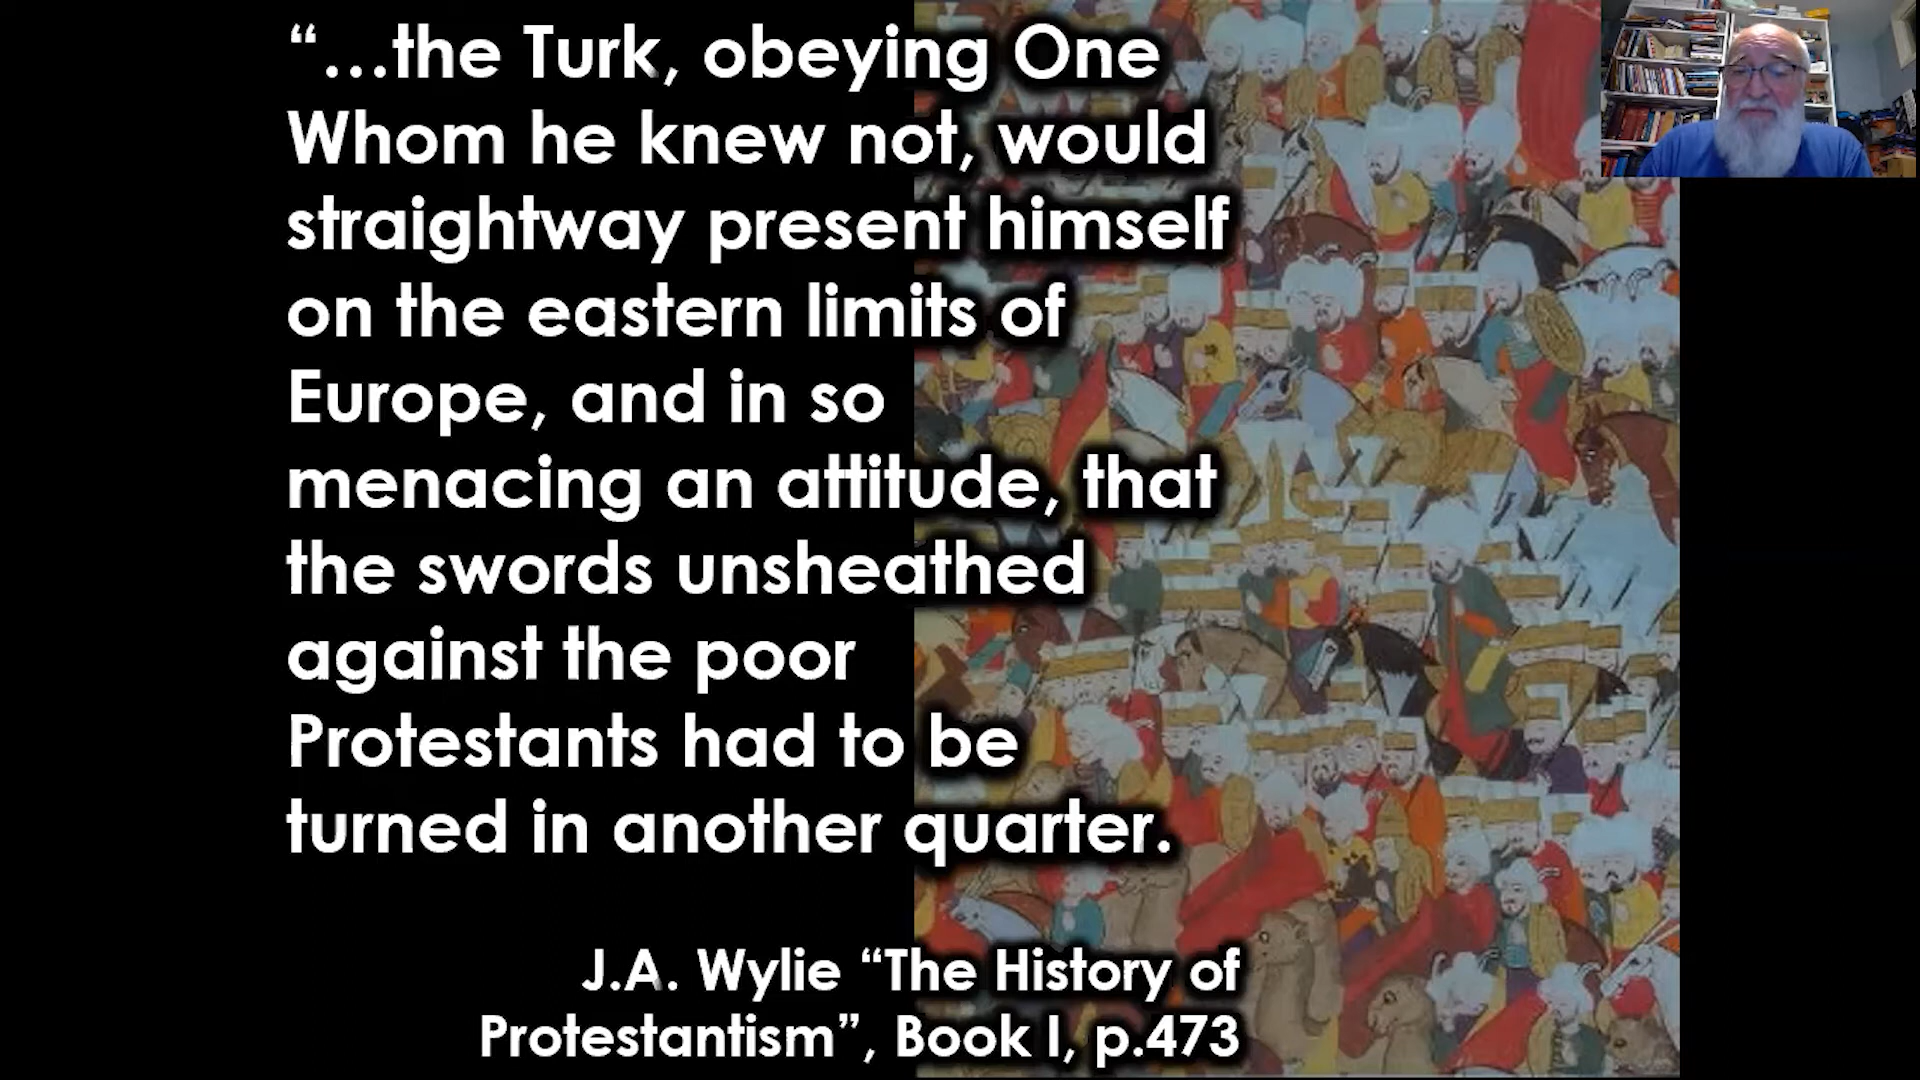 “…the Turk, obeying One
Whom he knew not, would
straightway present himself
on the eastern limits of
Europe, and in so
menacing an attitude, that
the swords unsheathed
against the poor
Protestants had to be
turned in another quarter.
J.A. Wylie “The History of
Protestantism”, Book I, p.473